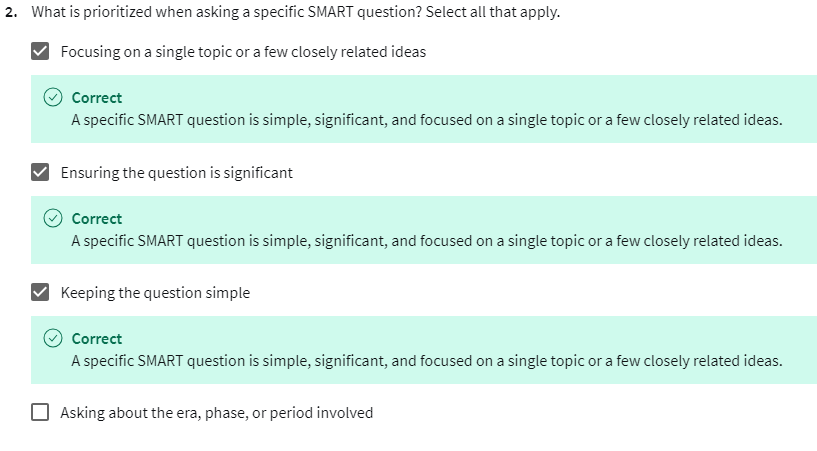 2. What is prioritized when asking a specific SMART question? Select all that apply.
Focusing on a single topic or a few closely related ideas
Correct
A specific SMART question is simple, significant, and focused on a single topic or a few closely related ideas.
Ensuring the question is significant
Correct
A specific SMART question is simple, significant, and focused on a single topic or a few closely related ideas.
Keeping the question simple
Correct
A specific SMART question is simple, significant, and focused on a single topic or a few closely related ideas.
Asking about the era, phase, or period involved